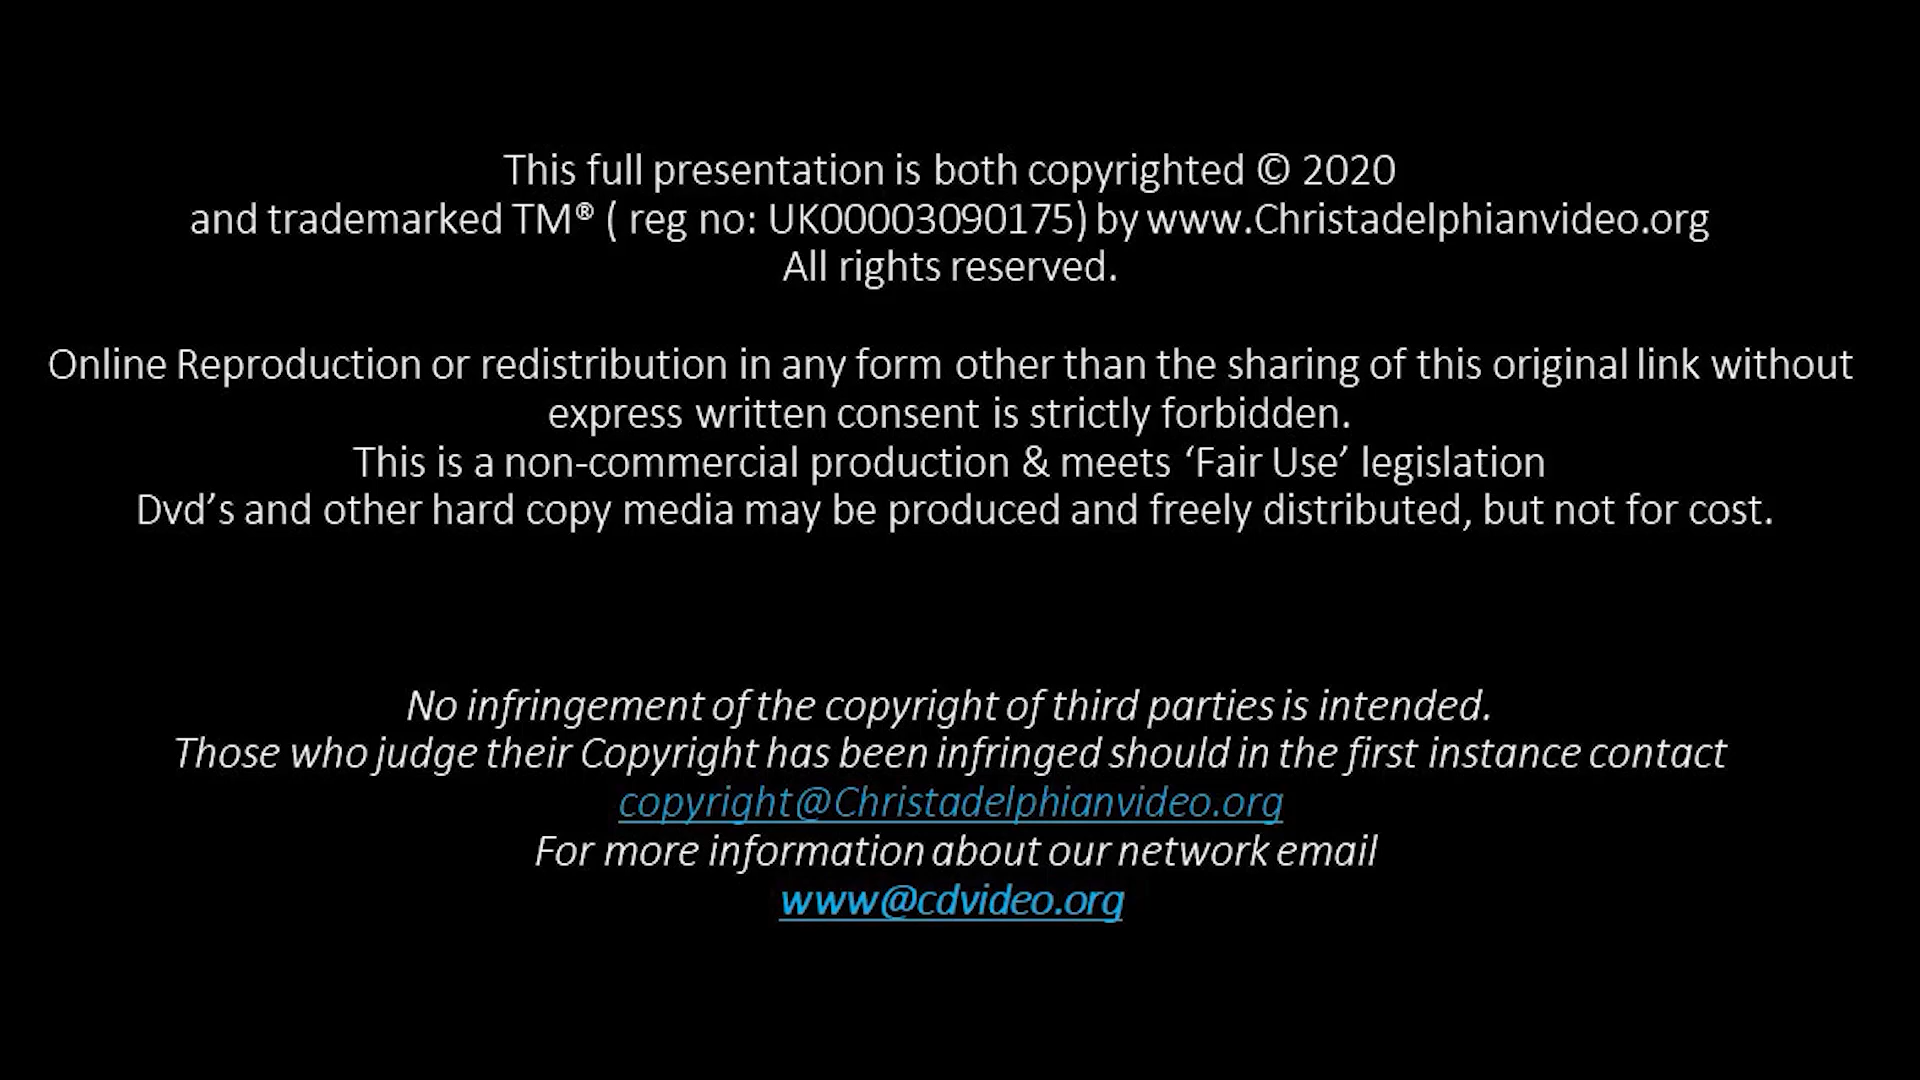 This full presentation is both copyrighted © 2020
and trademarked TM® ( reg no: UK00003090175) by www.Christadelphianvideo.org
All rights reserved.
Online Reproduction or redistribution in any form other than the sharing of this original link without
express written consent is strictly forbidden.
This is a non-commercial production & meets ‘Fair Use’ legislation
Dvd’s and other hard copy media may be produced and freely distributed, but not for cost.
No infringement of the copyright of third parties is intended.
Those who judge their Copyright has been infringed should in the first instance contact
copyright@Christadelphianvideo.org
For more information about our network email
www@cdvideo.org